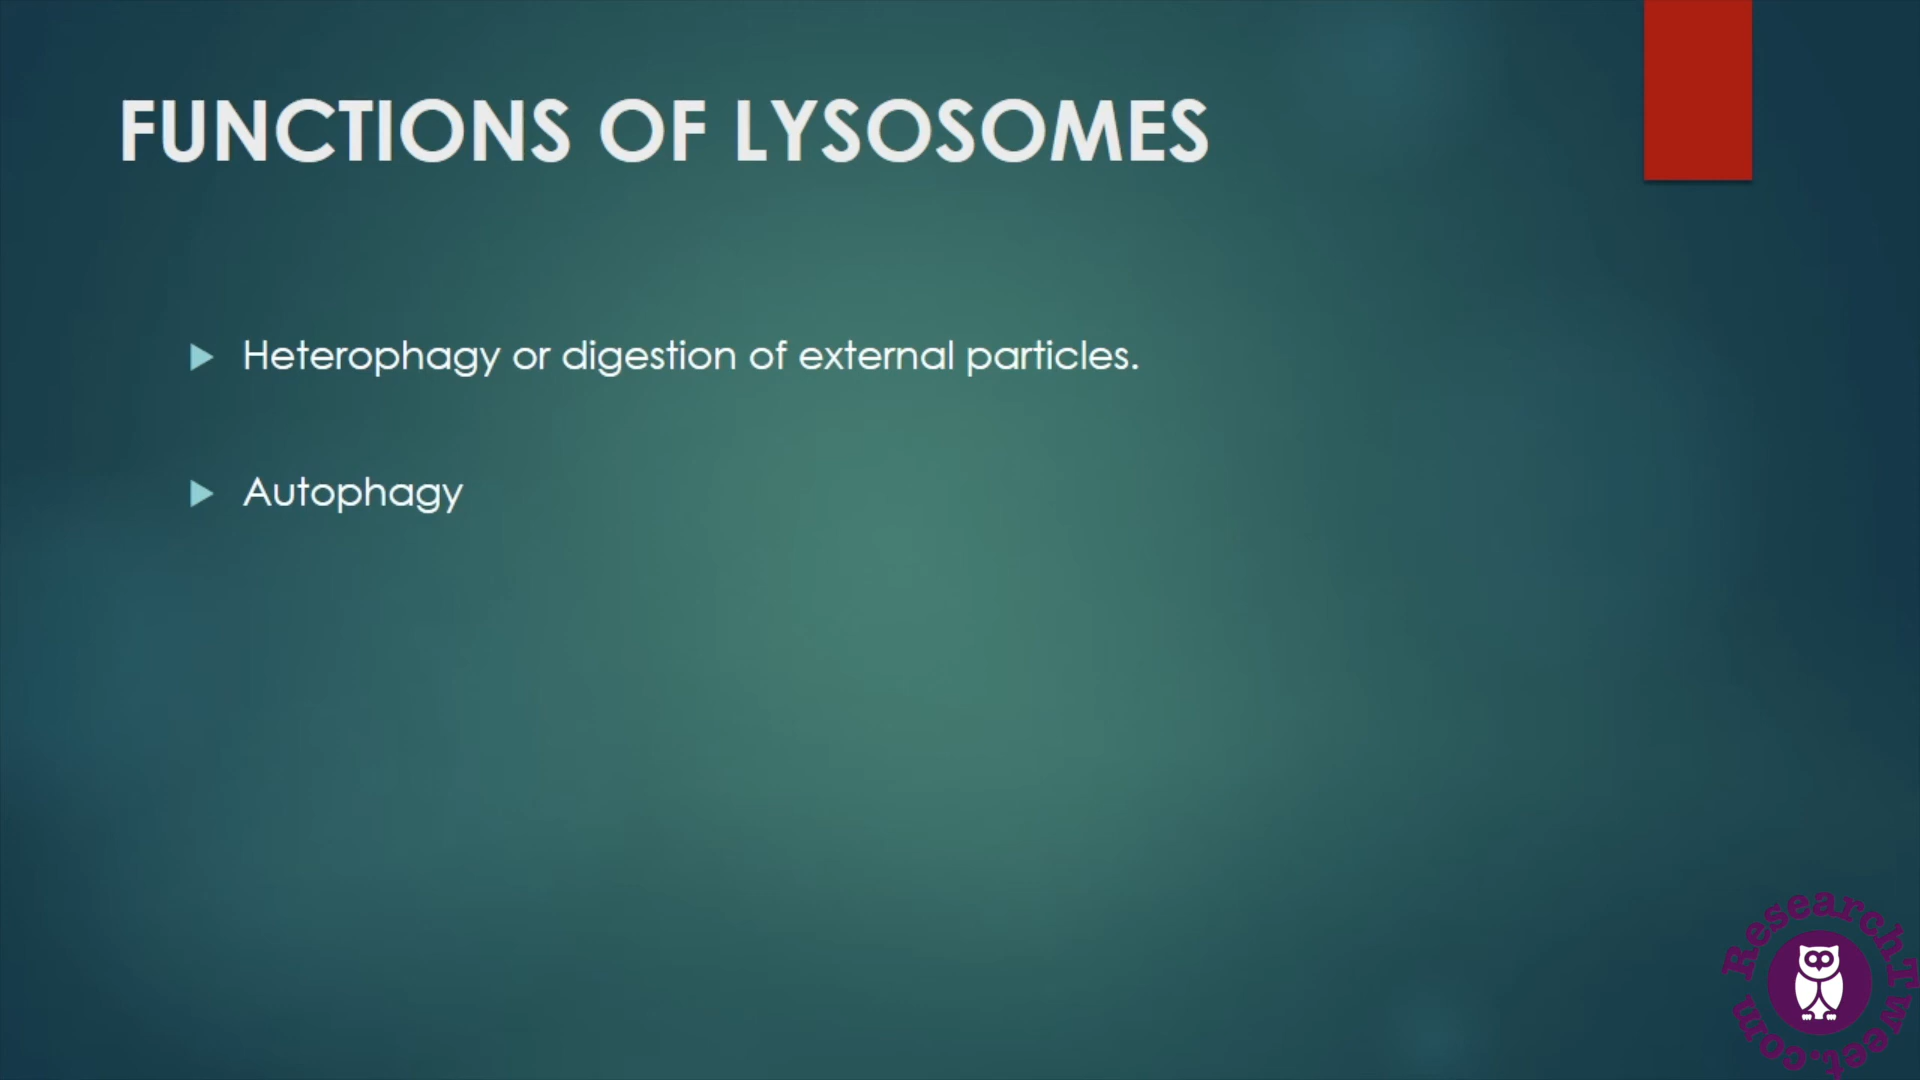 FUNCTIONS OF LYSOSOMES
Heterophagy or digestion of external particles.
Autophagy
ResearchTweet.com